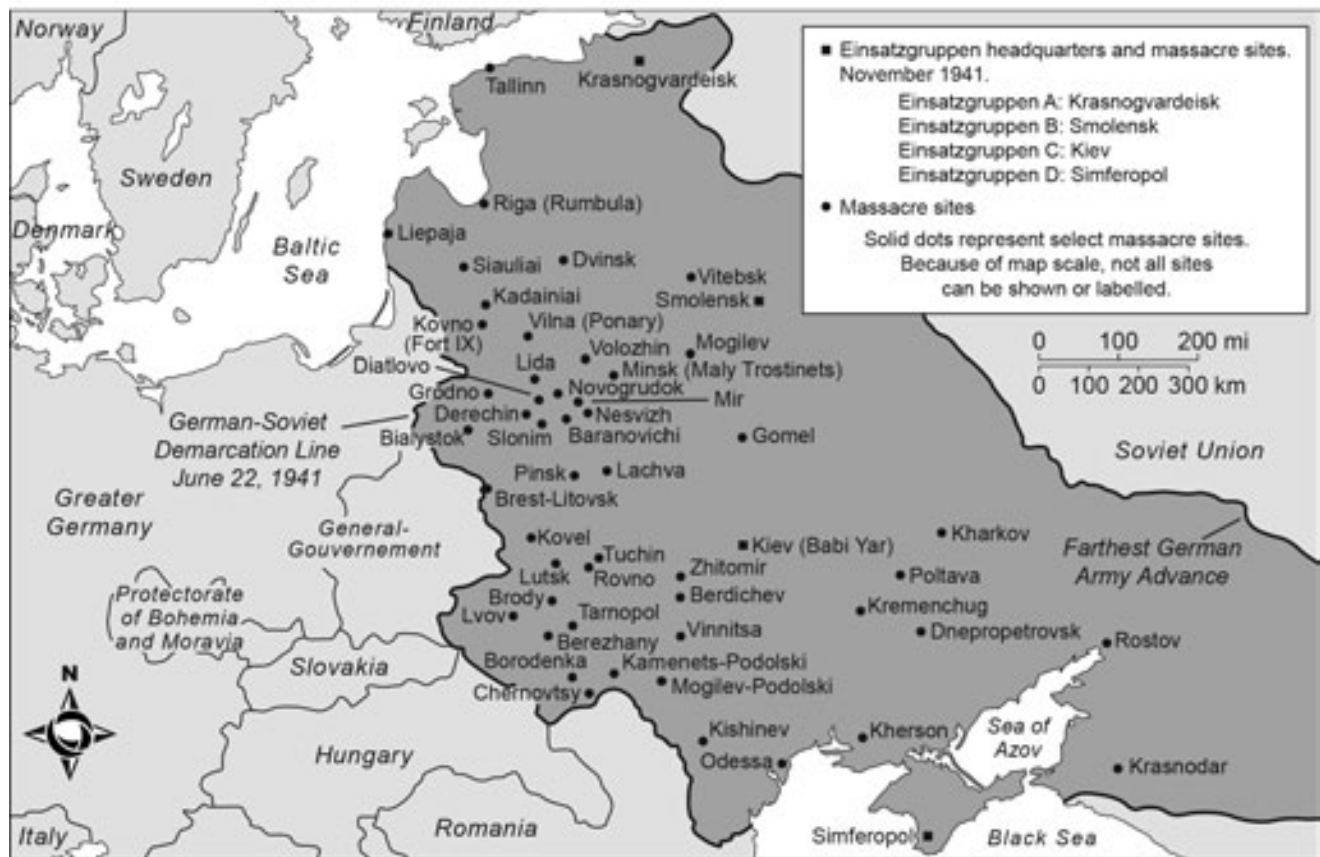 Norway
Finland
Tallinn
Krasnogvardeisk
Sweden
Denmark
Baltic
Sea
Riga (Rumbula)
Liepaja
Siauliai
Dvinsk
Vitebsk
Smolensk
Kadainiai
Kovno
(Fort IX)
Vilna (Ponary)
Volozhin
Mogilev
Diatlovo
Lida
Minsk (Maly Trostinets)
Grodno
Novogrudok
Mir
Derechin
Nesvizh
Bialystok
Slonim
Baranovichi
Gomel
German-Soviet
Demarcation Line
June 22, 1941
Pinsk
Lachva
Brest-Litovsk
Greater
Germany
General-
Gouvernement
Kovel
Tuchin
Kiev (Babi Yar)
Kharkov
Lutsk
Rovno
Zhitomir
Poltava
Brody
Berdichev
Lvov
Tarnopol
Kremenchug
Berezhany
Vinnitsa
Dnepropetrovsk
Rostov
Protectorate
of Bohemia
and Moravia
Slovakia
Borodenka
Kamenets-Podolski
Chernovtsy
Mogilev-Podolski
Hungary
Kishinev
Kherson
Sea of
Azov
Odessa
Krasnodar
Italy
Romania
Simferopol
Black Sea
N
Einsatzgruppen headquarters and massacre sites.
November 1941.
Einsatzgruppen A: Krasnogvardeisk
Einsatzgruppen B: Smolensk
Einsatzgruppen C: Kiev
Einsatzgruppen D: Simferopol
Massacre sites
Solid dots represent select massacre sites.
Because of map scale, not all sites
can be shown or labelled.
0 100 200 mi
0 100 200 300 km
Soviet Union
Farthest German
Army Advance